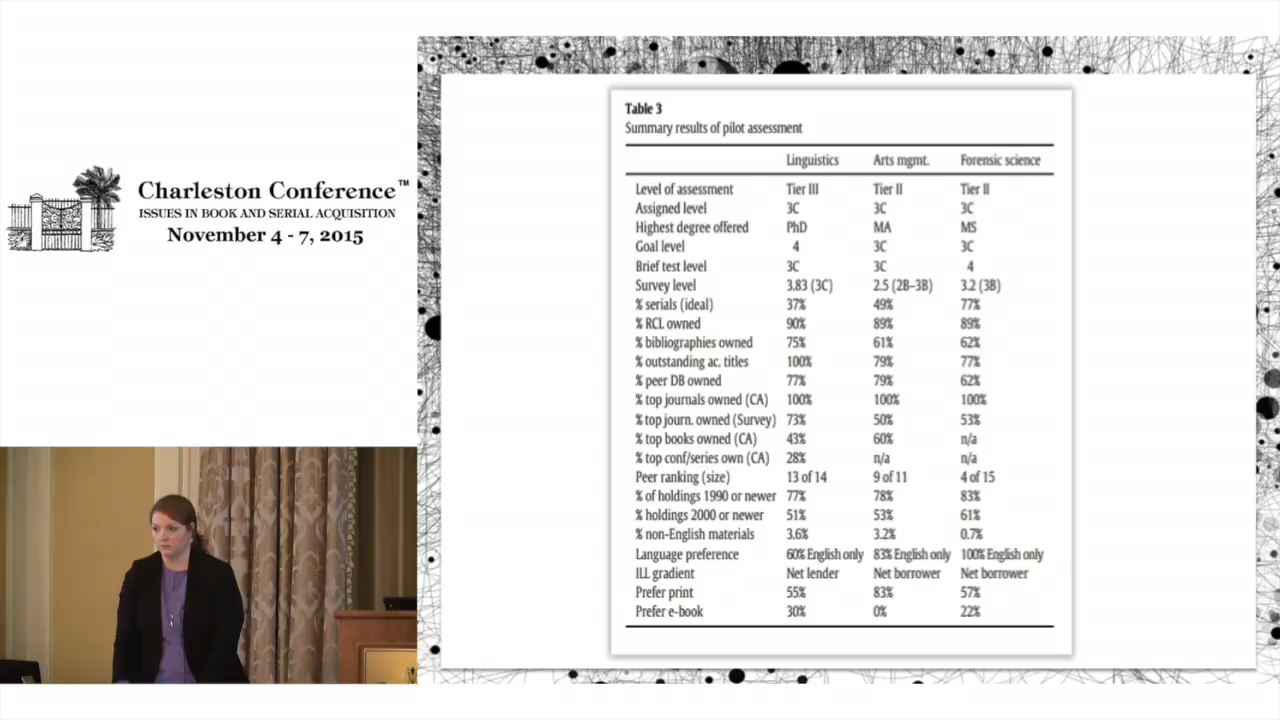 Charleston Conference™
ISSUES IN BOOK AND SERIAL ACQUISITION
November 4 - 7, 2015
Table 3
Summary results of pilot assessment
Linguistics Arts mgmt. Forensic science
Level of assessment Tier III Tier II Tier II
Assigned level 3C 3C 3C
Highest degree offered PhD MA MS
Goal level 4 3C 3C
Brief test level 3C 3C 4
Survey level 3.83 (3C) 2.5 (2B–3B) 3.2 (3B)
% serials (ideal) 37% 49% 77%
% RCL owned 90% 89% 89%
% bibliographies owned 75% 61% 62%
% outstanding ac. titles 100% 79% 77%
% peer DB owned 77% 79% 62%
% top journals owned (CA) 100% 100% 100%
% top journ. owned (Survey) 73% 50% 53%
% top books owned (CA) 43% 60% n/a
% top conf/series own (CA) 28% n/a n/a
Peer ranking (size) 13 of 14 9 of 11 4 of 15
% of holdings 1990 or newer 77% 78% 83%
% holdings 2000 or newer 51% 53% 61%
% non-English materials 3.6% 3.2% 0.7%
Language preference 60% English only 83% English only 100% English only
ILL gradient Net lender Net borrower Net borrower
Prefer print 55% 83% 57%
Prefer e-book 30% 0% 22%